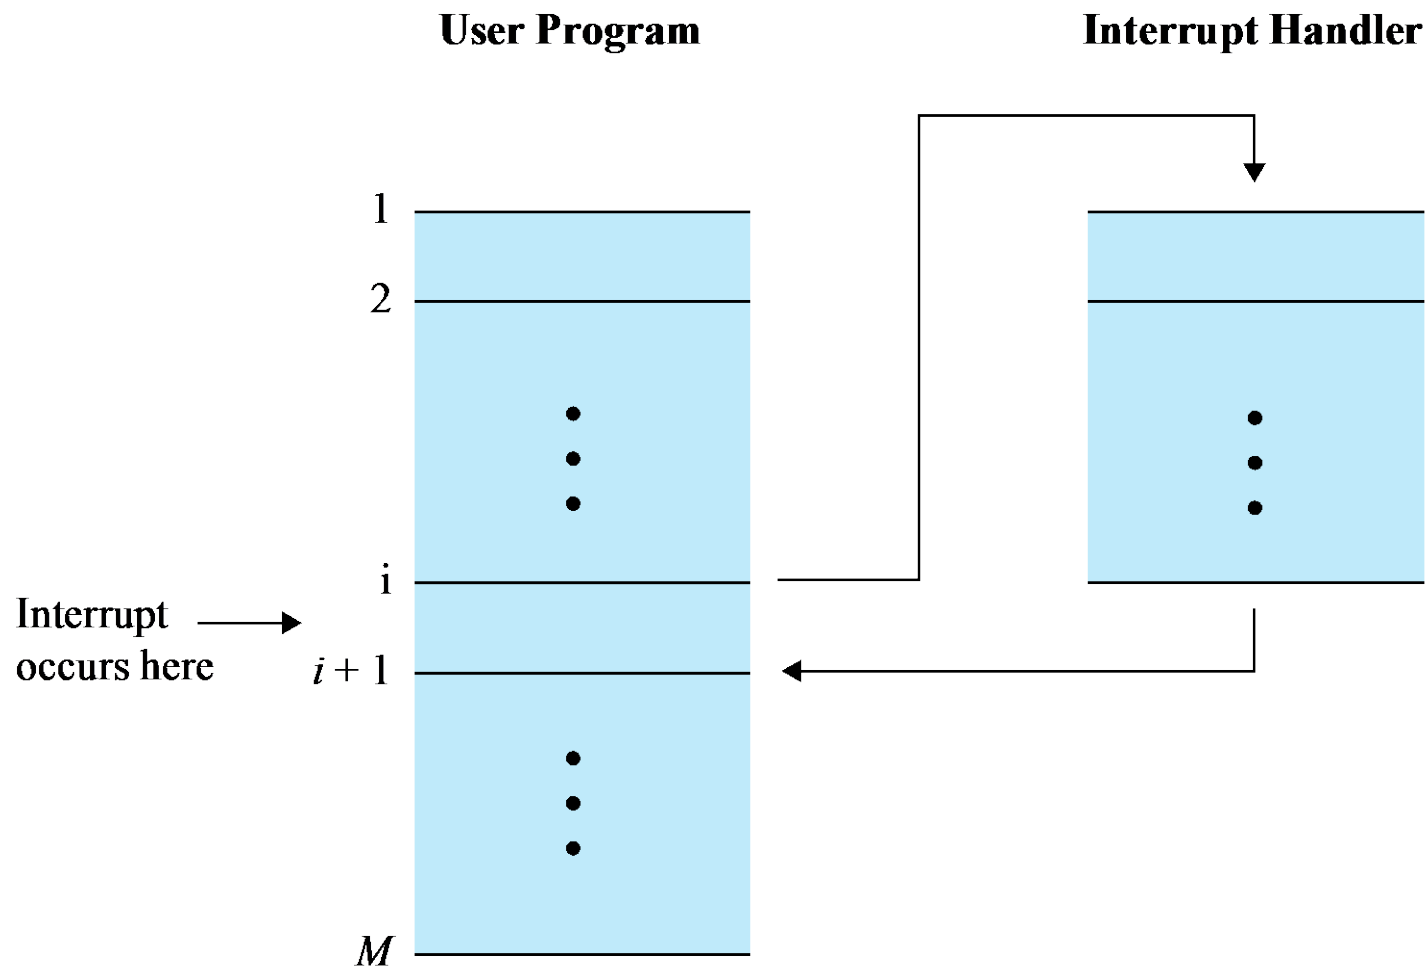 User Program
Interrupt Handler
1
2
i
Interrupt
occurs here
i + 1
M